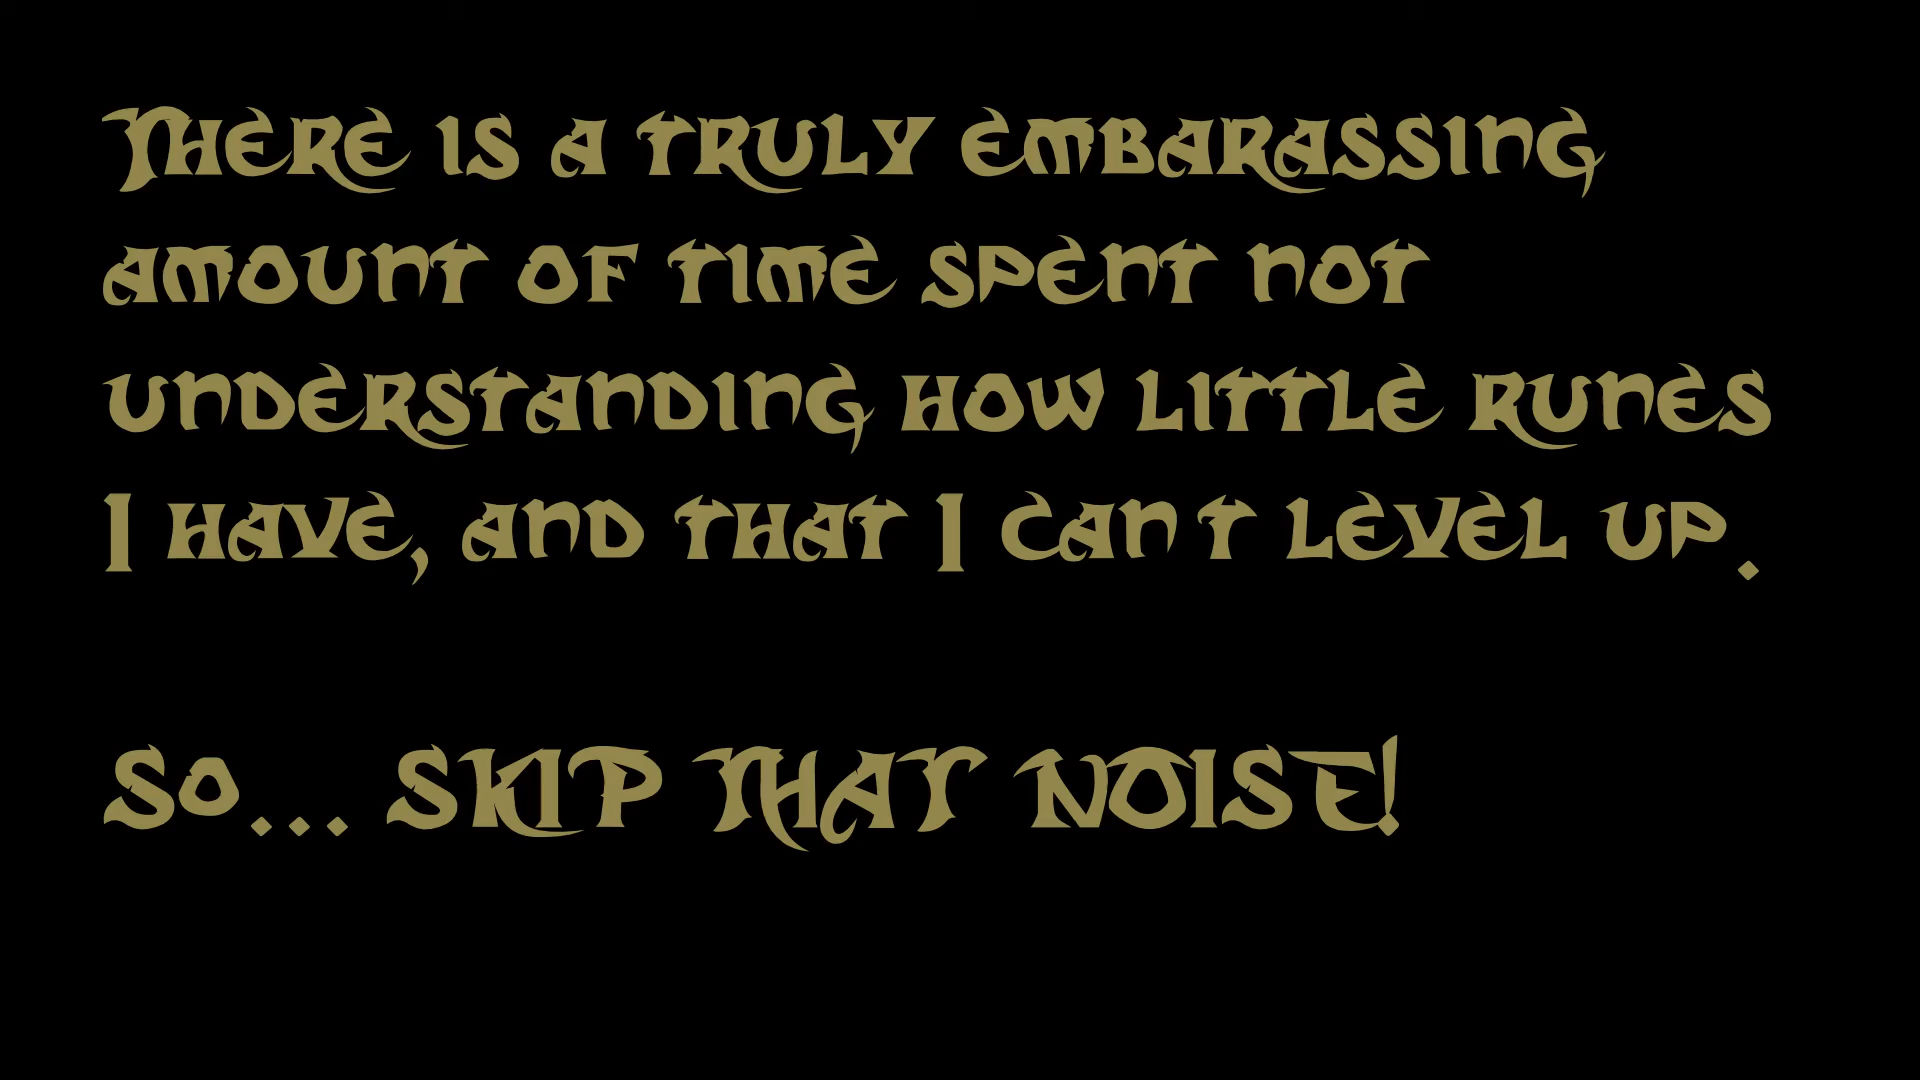 There is a truly embarassing
amount of time spent not
understanding how little runes
I have, and that I can t level up.
So... SKIP THAT NOISE!